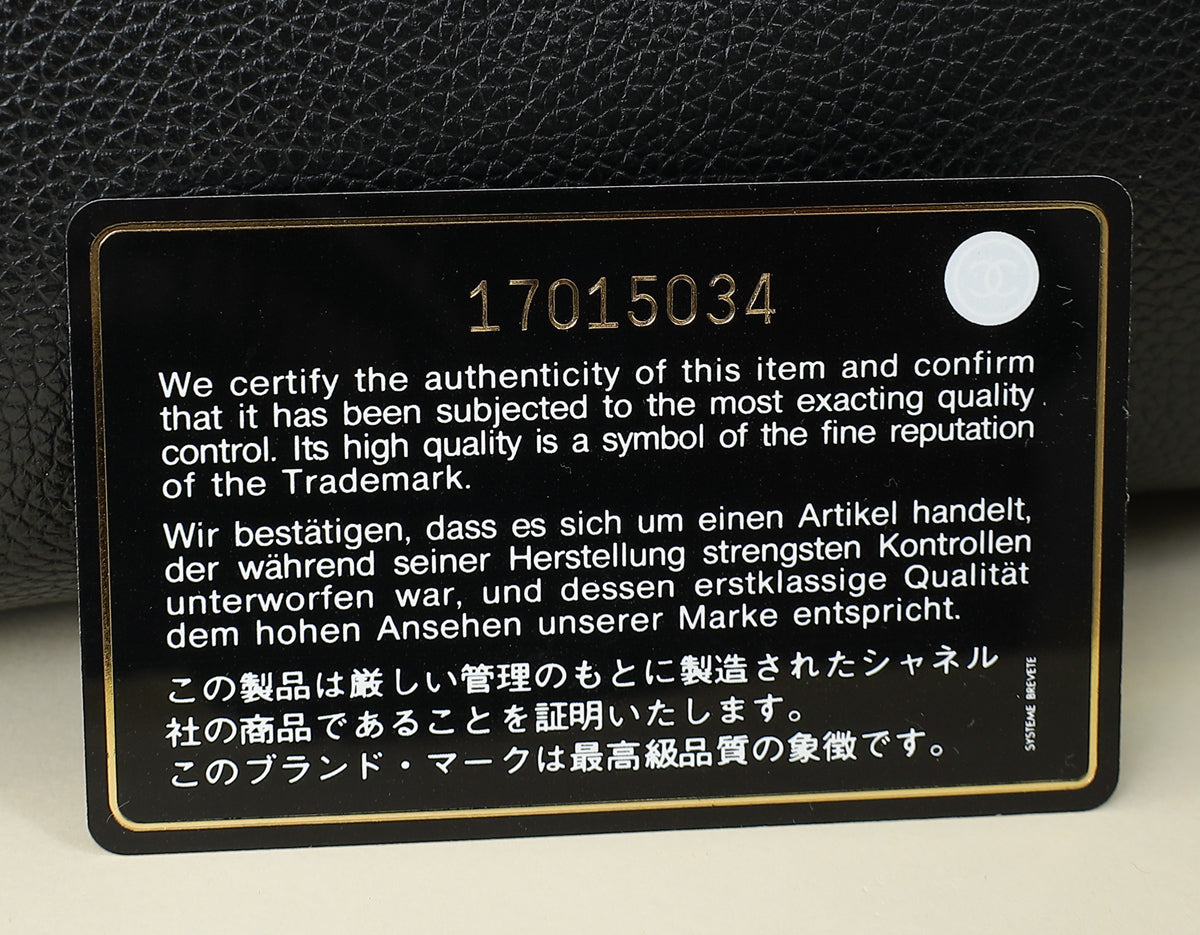 17015034
We certify the authenticity of this item and confirm
that it has been subjected to the most exacting quality
control. Its high quality is a symbol of the fine reputation
of the Trademark.
Wir bestätigen, dass es sich um einen Artikel handelt,
der während seiner Herstellung strengsten Kontrollen
unterworfen war, und dessen erstklassige Qualität
dem hohen Ansehen unserer Marke entspricht.
この製品は厳しい管理のもとに製造されたシャネル
社の商品であることを証明いたします。
このブランド・マークは最高級品質の象徴です。
SYSTEME BREVETE